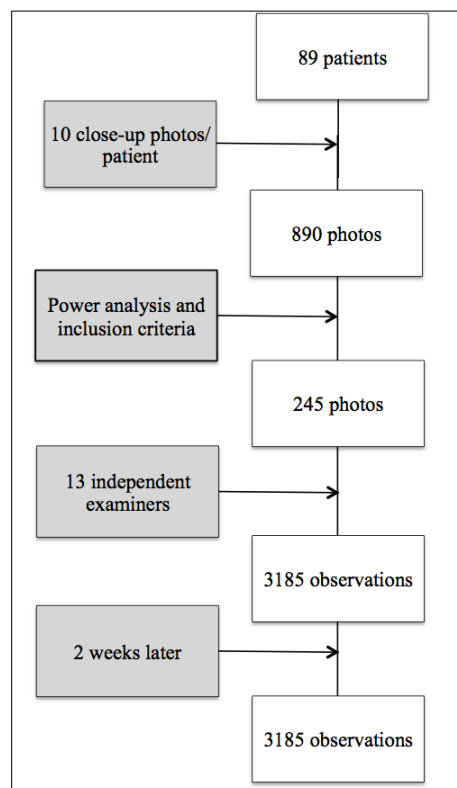 89 patients
10 close-up photos/
patient
890 photos
Power analysis and
inclusion criteria
245 photos
13 independent
examiners
3185 observations
2 weeks later
3185 observations